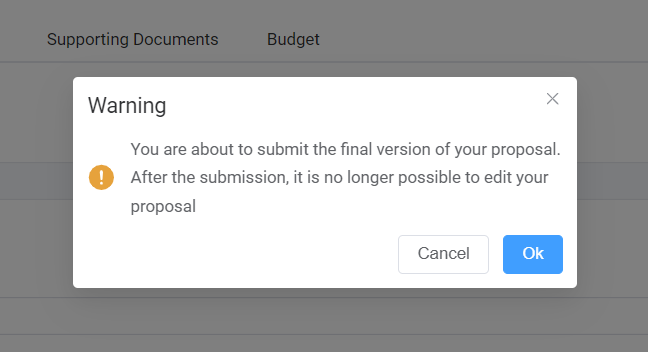 Supporting Documents Budget
Warning
You are about to submit the final version of your proposal.
After the submission, it is no longer possible to edit your
proposal
Cancel Ok